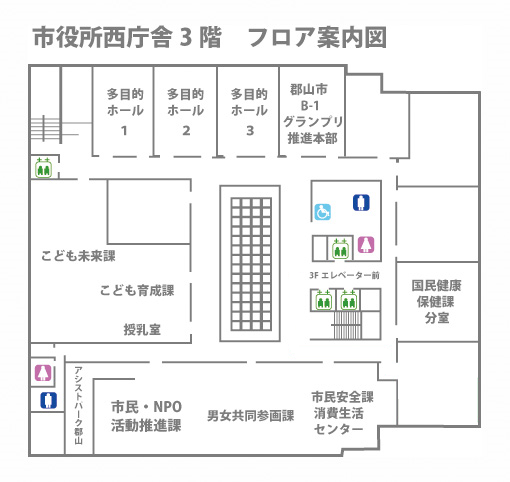 市役所西庁舎３階　フロア案内図
多目的
ホール
1
多目的
ホール
2
多目的
ホール
3
郡山市
B-1
グランプリ
推進本部
こども未来課
こども育成課
授乳室
3F エレベーター前
国民健康
保健課
分室
アシストパーク郡山
市民・NPO
活動推進課
男女共同参画課
市民安全課
消費生活
センター